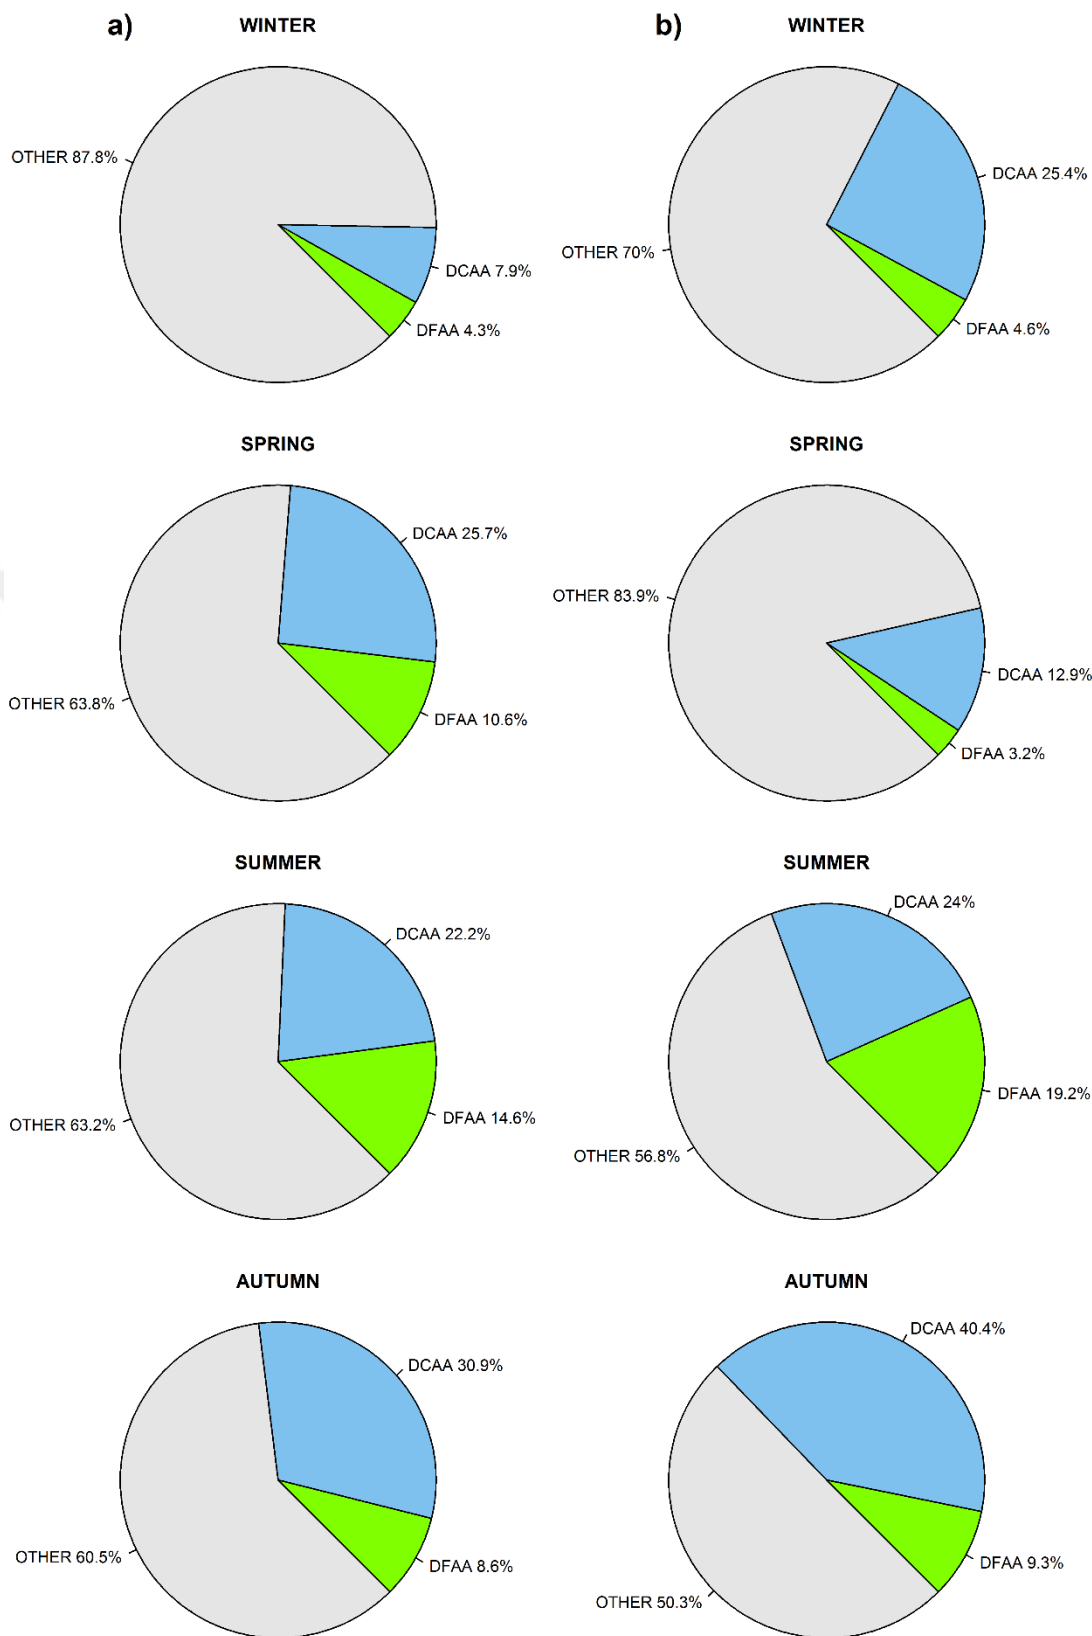 a)
WINTER
OTHER 87.8%
DCAA 7.9%
DFAA 4.3%
SPRING
DCAA 25.7%
OTHER 63.8%
DFAA 10.6%
SUMMER
DCAA 22.2%
OTHER 63.2%
DFAA 14.6%
AUTUMN
DCAA 30.9%
OTHER 60.5%
DFAA 8.6%
b)
WINTER
DCAA 25.4%
OTHER 70%
DFAA 4.6%
SPRING
OTHER 83.9%
DCAA 12.9%
DFAA 3.2%
SUMMER
DCAA 24%
DFAA 19.2%
OTHER 56.8%
AUTUMN
DCAA 40.4%
DFAA 9.3%
OTHER 50.3%